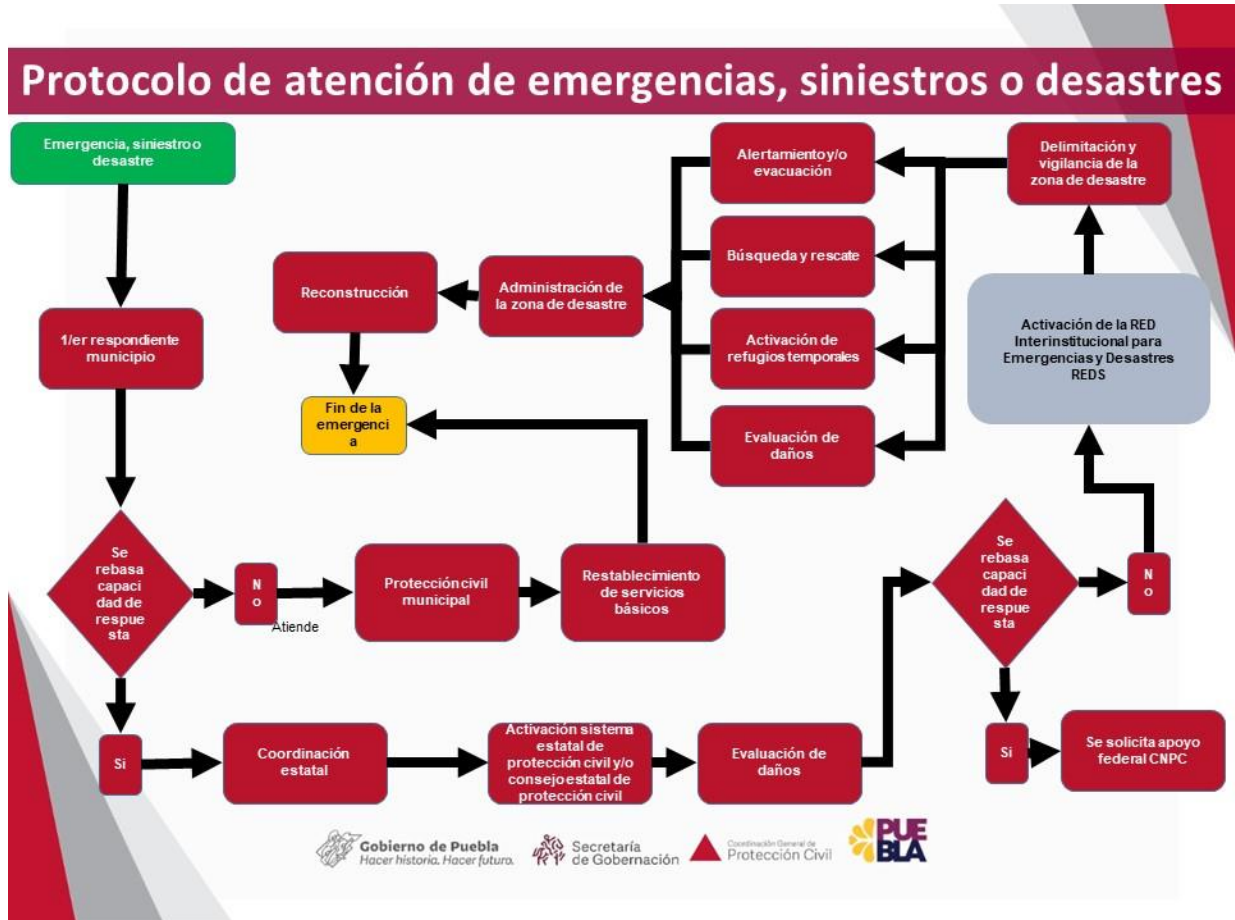 Protocolo de atención de emergencias, siniestros o desastres
Emergencia, siniestro o
desastre
1/er respondiente
municipio
Se
rebasa
capaci
dad de
respue
sta
N
o
Atiende
Protección civil
municipal
Restablecimiento
de servicios
básicos
Fin de la
emergenci
a
Si
Coordinación
estatal
Activación sistema
estatal de
protección civil y/o
consejo estatal de
protección civil
Evaluación de
daños
Se
rebasa
capaci
dad de
respue
sta
N
o
Si
Se solicita apoyo
federal CNPC
Activación de la RED
Interinstitucional para
Emergencias y Desastres
REDS
Delimitación y
vigilancia de la
zona de desastre
Alertamiento y/o
evacuación
Búsqueda y rescate
Activación de
refugios temporales
Evaluación de
daños
Administración de
la zona de desastre
Reconstrucción
Gobierno de Puebla
Hacer historia. Hacer futuro.
Secretaría
de Gobernación
Coordinación General de
Protección Civil
PUE
BLA